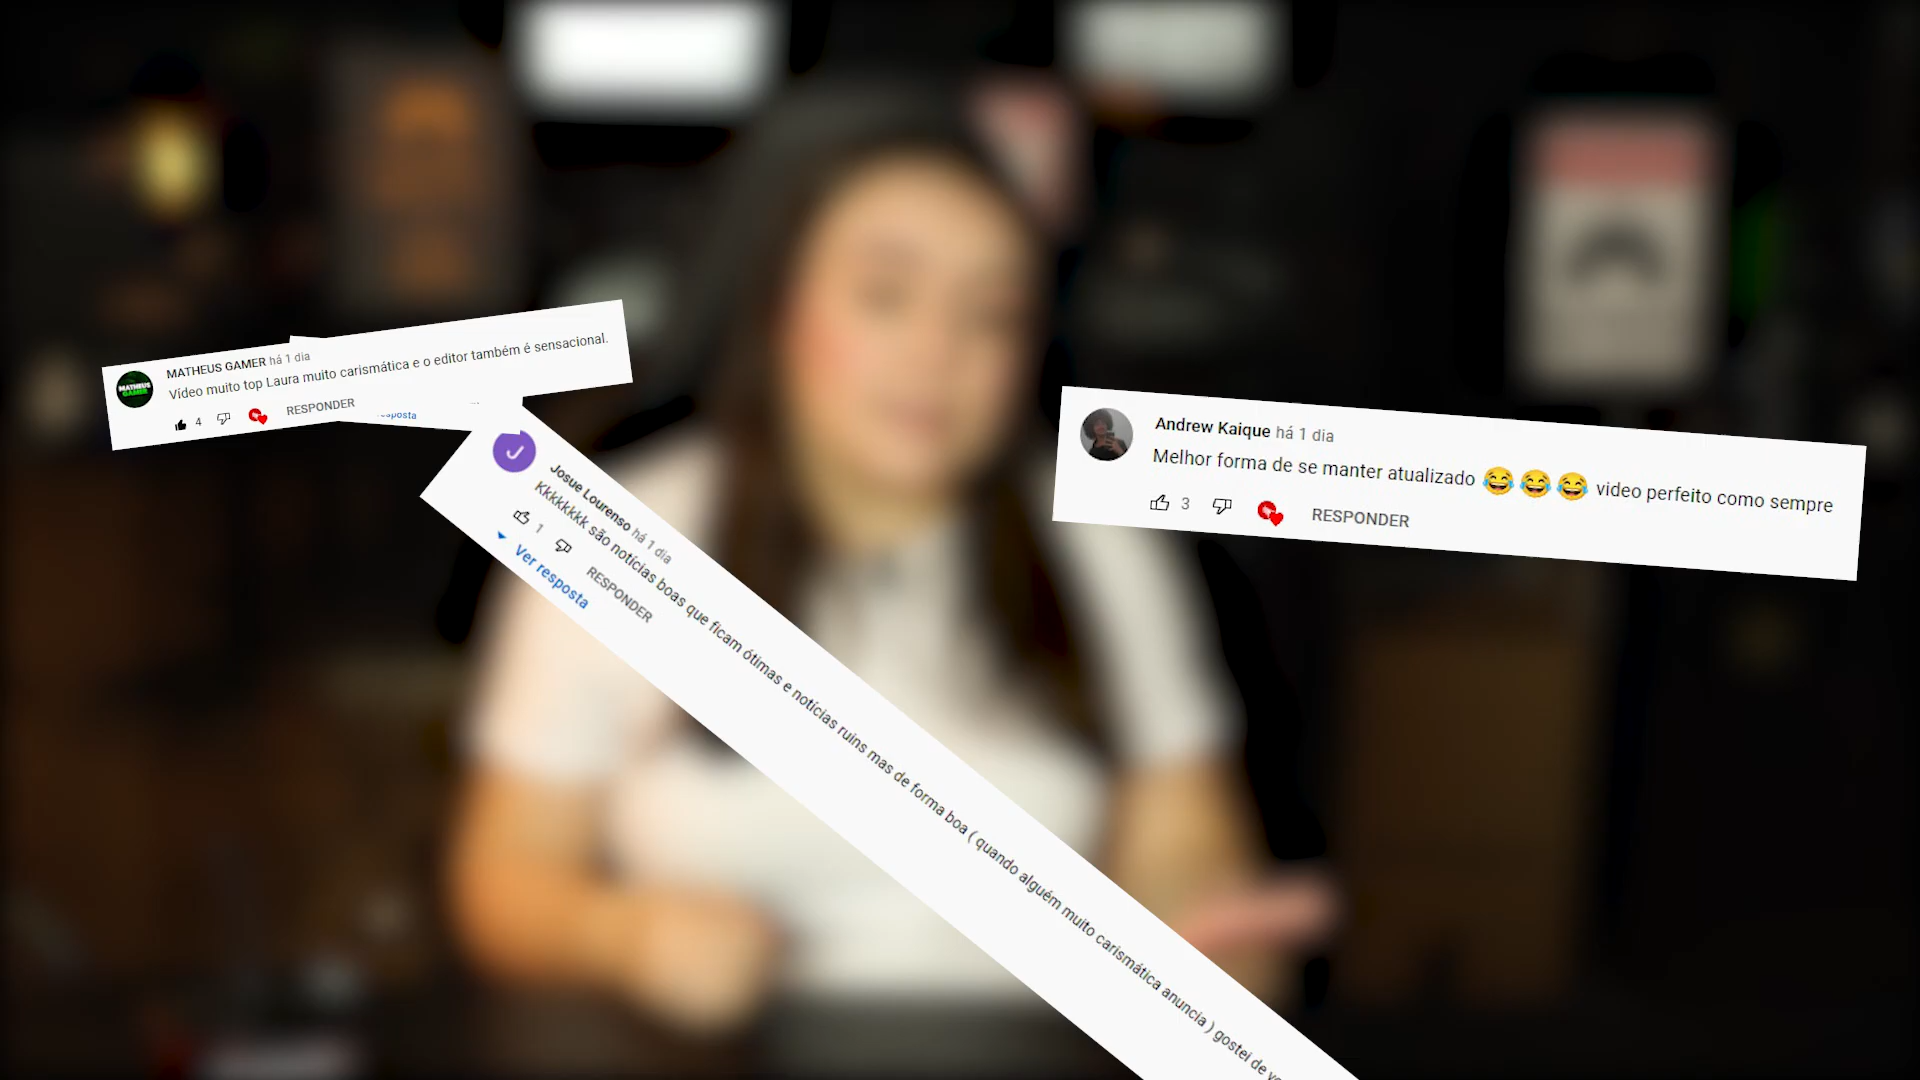 MATHEUS GAMER há 1 dia
Vídeo muito top Laura muito carismática e o editor também é sensacional.
4 RESPONDER
MATHEUS GAMER
Josue Lourenso há 1 dia
Kkkkkkkk são notícias boas que ficam ótimas e notícias ruins mas de forma boa ( quando alguém muito carismática anuncia ) gostei de
1 RESPONDER
Ver resposta
J
Andrew Kaique há 1 dia
Melhor forma de se manter atualizado 😂😂😂 video perfeito como sempre
3 RESPONDER